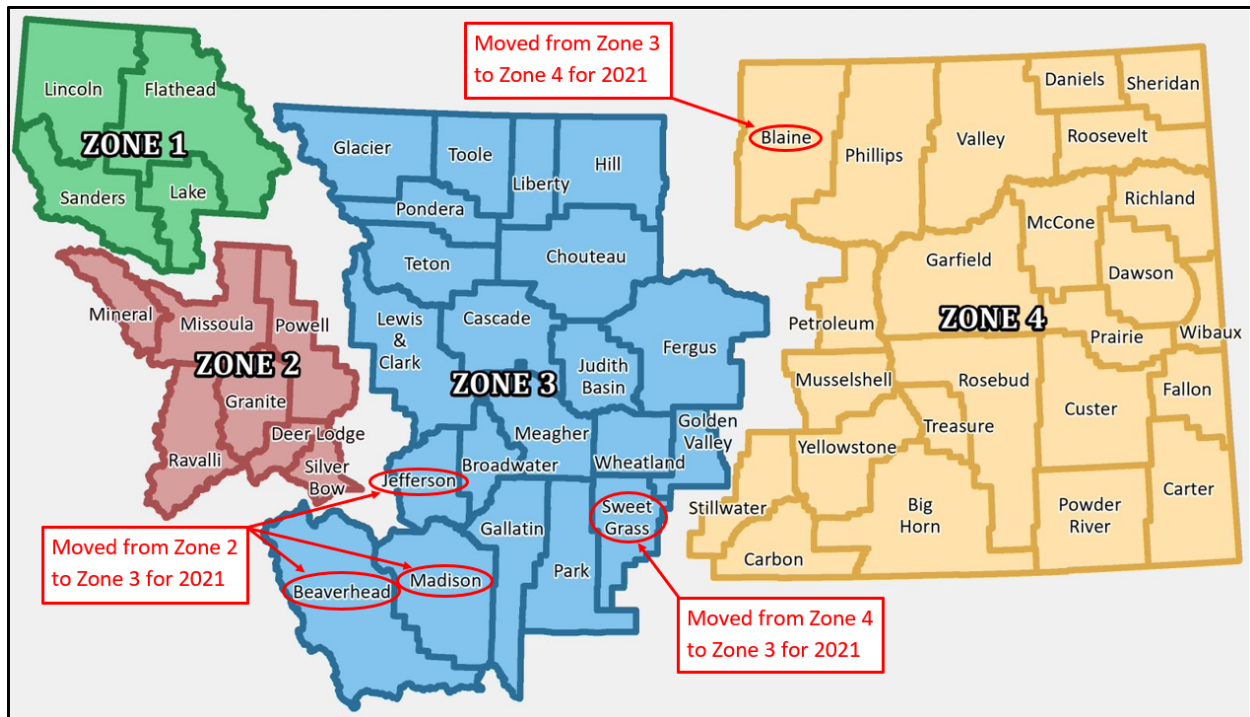 Moved from Zone 3
to Zone 4 for 2021
Lincoln
Flathead
ZONE 1
Sanders
Lake
Mineral
Missoula
Powell
ZONE 2
Granite
Deer Lodge
Ravalli
Silver
Bow
Glacier
Toole
Liberty
Hill
Pondera
Teton
Chouteau
Lewis
&
Clark
Cascade
Judith
Basin
Fergus
ZONE 3
Meagher
Golden
Valley
Broadwater
Wheatland
Jefferson
Sweet
Grass
Gallatin
Park
Madison
Beaverhead
Moved from Zone 2
to Zone 3 for 2021
Moved from Zone 4
to Zone 3 for 2021
Blaine
Phillips
Valley
Daniels
Sheridan
Roosevelt
Richland
McCone
Garfield
Dawson
Petroleum
ZONE 4
Prairie
Wibaux
Musselshell
Rosebud
Fallon
Custer
Treasure
Yellowstone
Stillwater
Big
Horn
Powder
River
Carter
Carbon